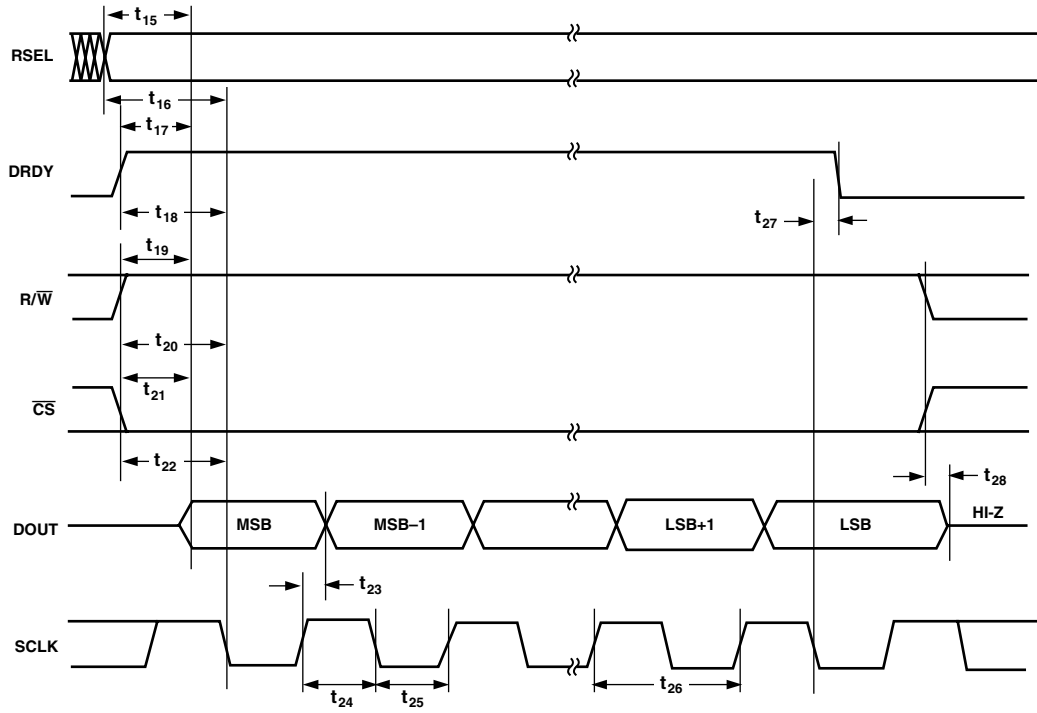 t15
RSEL
t16
t17
DRDY
t18
t27
t19
R/W̅
t20
t21
C̅S̅
t22
t28
DOUT
MSB
MSB–1
LSB+1
LSB
HI-Z
t23
SCLK
t24
t25
t26